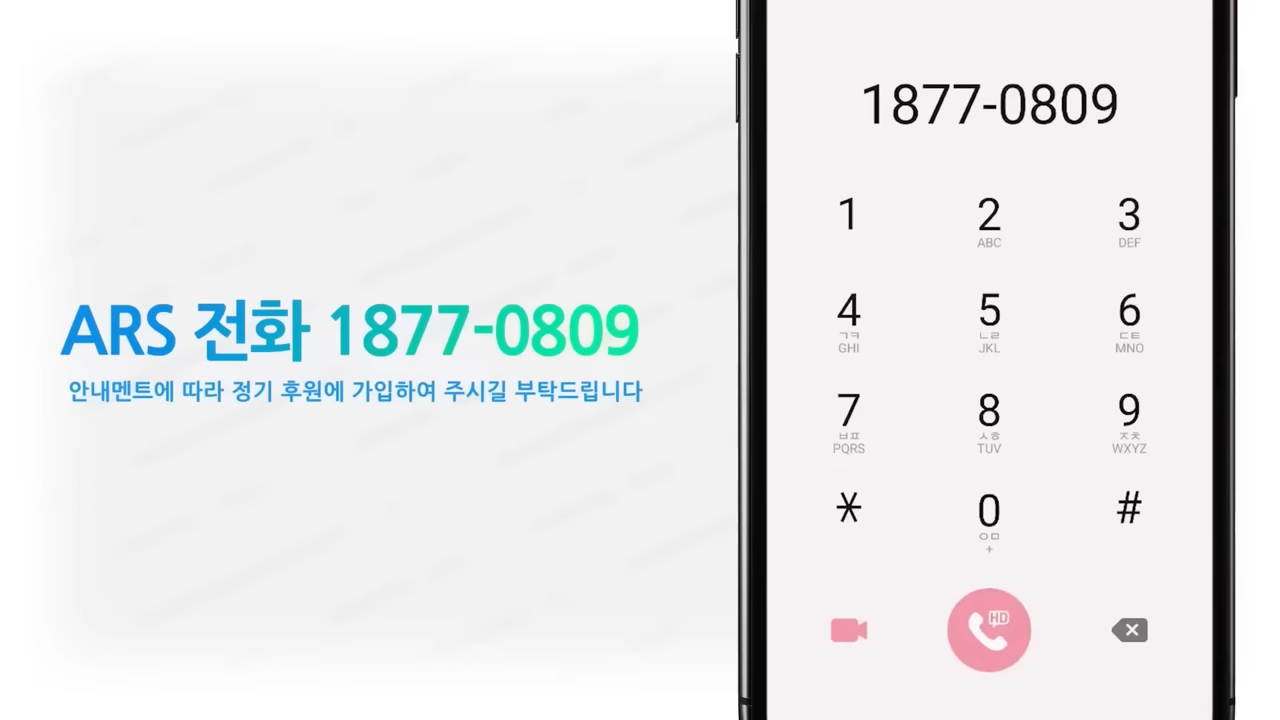 ARS 전화 1877-0809
안내멘트에 따라 정기 후원에 가입하여 주시길 부탁드립니다
1877-0809
1 2 3
ABC DEF
4 5 6
ㄱㅋ ㄴㄹ ㄷㅌ
GHI JKL MNO
7 8 9
ㅂㅍ ㅅㅎ ㅈㅊ
PQRS TUV WXYZ
* 0 #
ㅇㅁ
+
HD